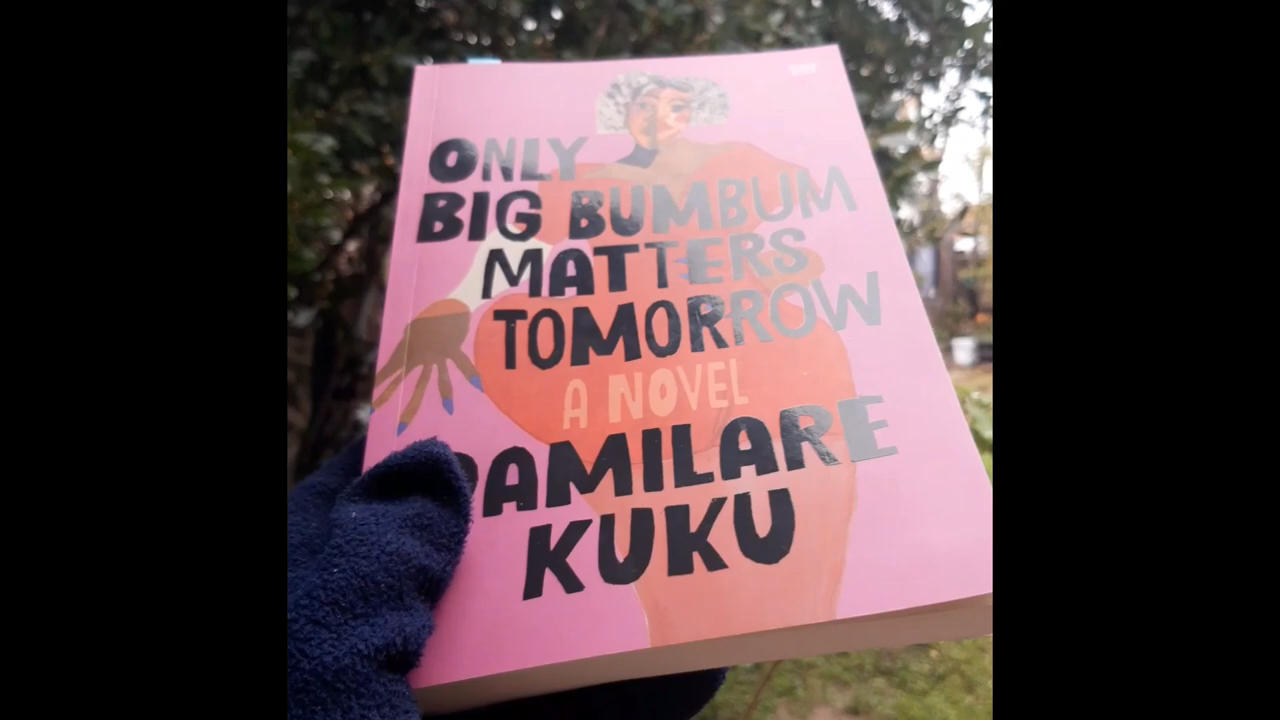 ONLY
BIG BUMBUM
MATTERS
TOMORROW
A NOVEL
DAMILARE
KUKU